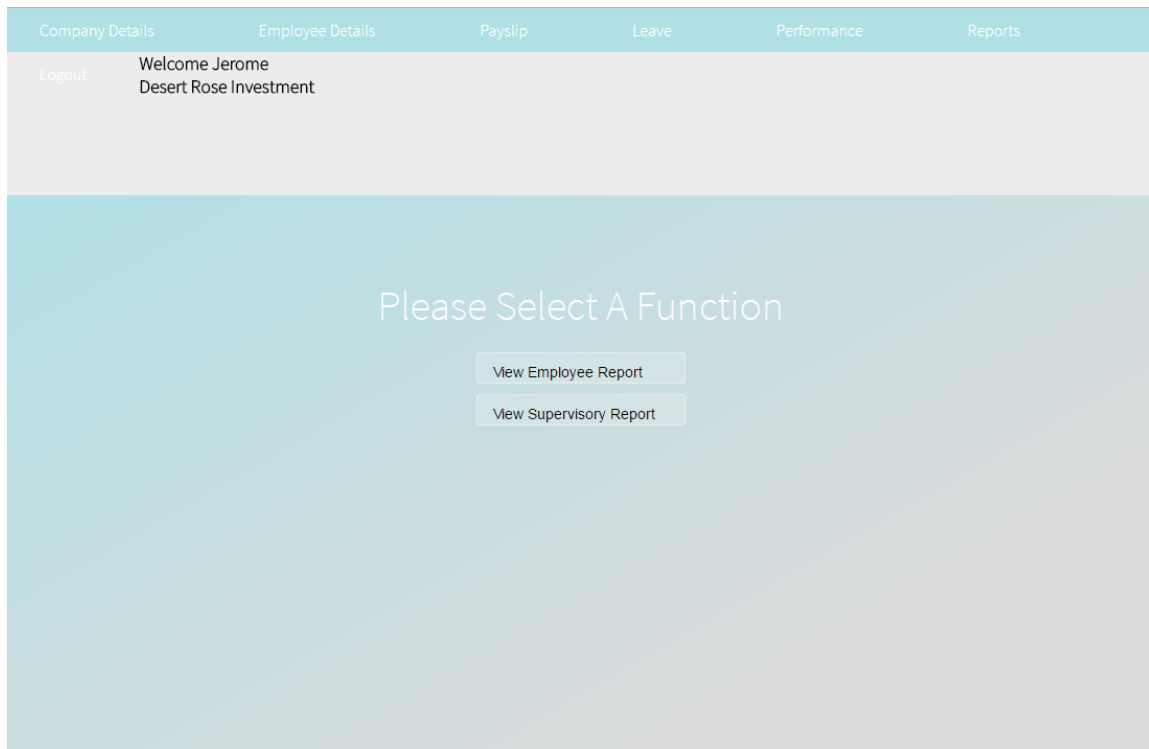 Company Details Employee Details Payslip Leave Performance Reports
Logout
Welcome Jerome
Desert Rose Investment
Please Select A Function
View Employee Report
View Supervisory Report